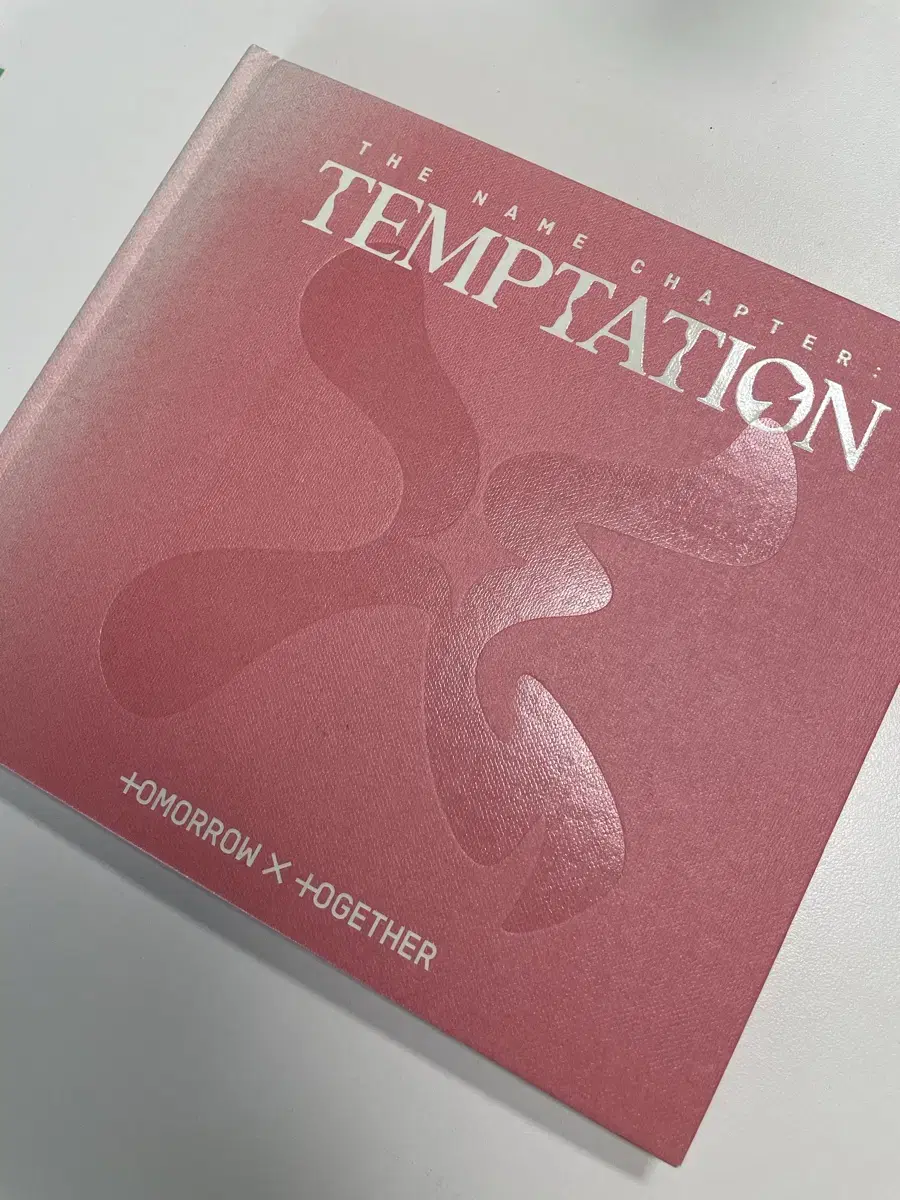 THE NAME CHAPTER:
TEMPTATION
TOMORROW X TOGETHER